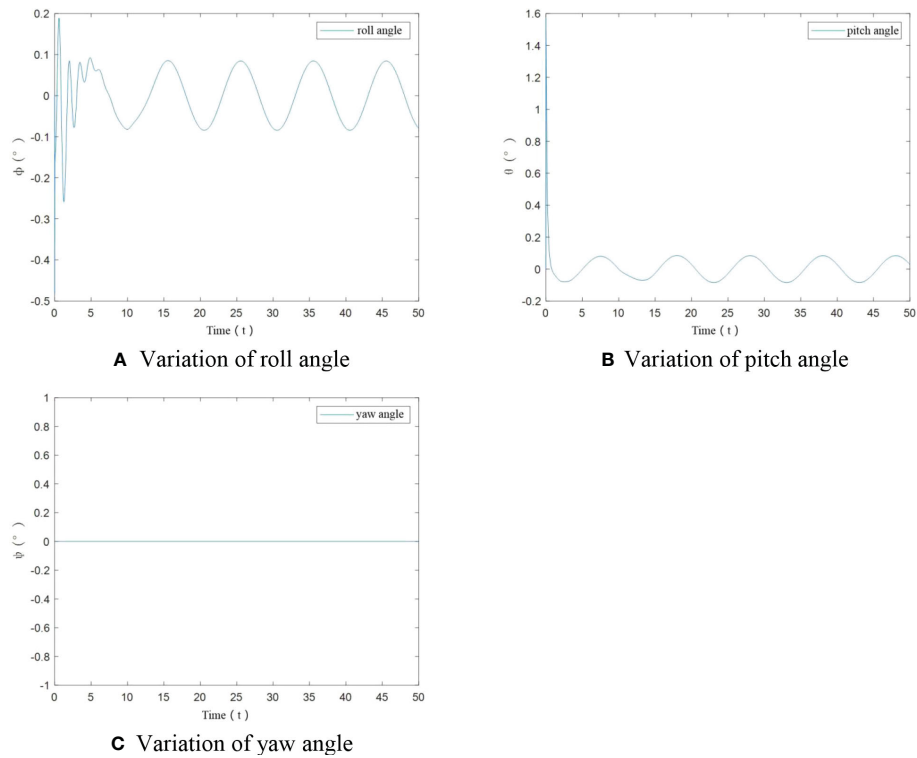 0.2
0.1
0
-0.1
-0.2
-0.3
-0.4
-0.5
φ (°)
roll angle
0 5 10 15 20 25 30 35 40 45 50
Time ( t )
A Variation of roll angle
1.6
1.4
1.2
1
0.8
0.6
0.4
0.2
0
-0.2
θ (°)
pitch angle
0 5 10 15 20 25 30 35 40 45 50
Time ( t )
B Variation of pitch angle
1
0.8
0.6
0.4
0.2
0
-0.2
-0.4
-0.6
-0.8
-1
ψ (°)
yaw angle
0 5 10 15 20 25 30 35 40 45 50
Time ( t )
C Variation of yaw angle